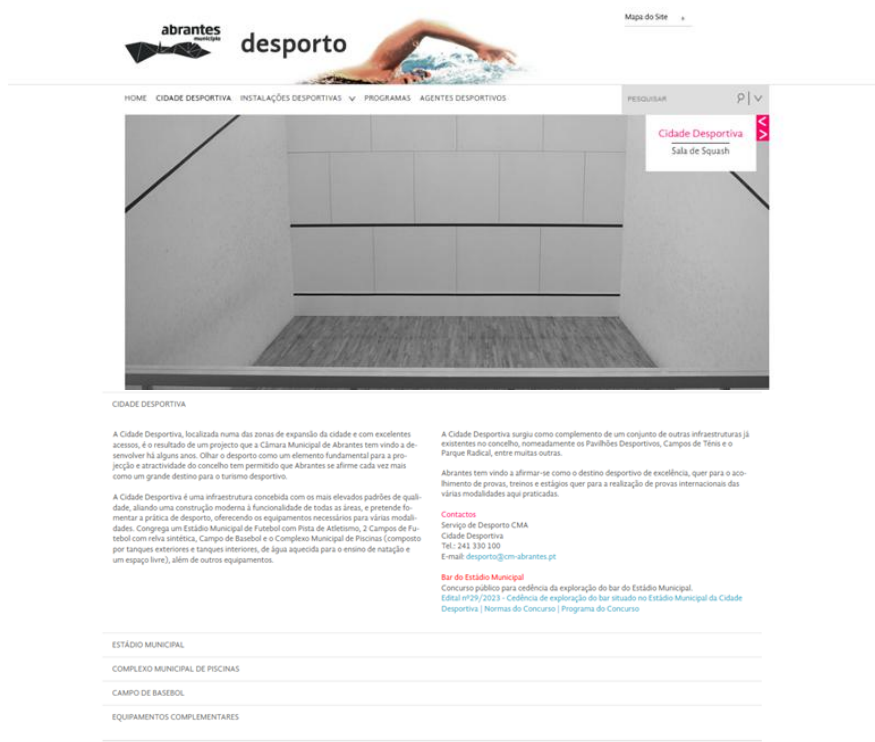 abrantes
município
desporto
Mapa do Site
HOME CIDADE DESPORTIVA INSTALAÇÕES DESPORTIVAS PROGRAMAS AGENTES DESPORTIVOS
PESQUISAR
Cidade Desportiva
Sala de Squash
CIDADE DESPORTIVA
A Cidade Desportiva, localizada numa das zonas de expansão da cidade e com excelentes
acessos, é o resultado de um projecto que a Câmara Municipal de Abrantes tem vindo a de-
senvolver há alguns anos. Olhar o desporto como um elemento fundamental para a pro-
jecção e atractividade do concelho tem permitido que Abrantes se afirme cada vez mais
como um grande destino para o turismo desportivo.
A Cidade Desportiva é uma infraestrutura concebida com os mais elevados padrões de quali-
dade, aliando uma construção moderna à funcionalidade de todas as áreas, e pretende fo-
mentar a prática de desporto, oferecendo os equipamentos necessários para várias modali-
dades. Congrega um Estádio Municipal de Futebol com Pista de Atletismo, 2 Campos de Fu-
tebol com relva sintética, Campo de Basebol e o Complexo Municipal de Piscinas (composto
por tanques exteriores e tanques interiores, de água aquecida para o ensino de natação e
um espaço livre), além de outros equipamentos.
A Cidade Desportiva surgiu como complemento de um conjunto de outras infraestruturas já
existentes no concelho, nomeadamente os Pavilhões Desportivos, Campos de Ténis e o
Parque Radical, entre muitas outras.
Abrantes tem vindo a afirmar-se como o destino desportivo de excelência, quer para o aco-
lhimento de provas, treinos e estágios quer para a realização de provas internacionais das
várias modalidades aqui praticadas.
Contactos
Serviço de Desporto CMA
Cidade Desportiva
Tel.: 241 330 100
E-mail: desporto@cm-abrantes.pt
Bar do Estádio Municipal
Concurso público para cedência da exploração do bar do Estádio Municipal.
Edital nº29/2023 - Cedência de exploração do bar situado no Estádio Municipal da Cidade
Desportiva | Normas do Concurso | Programa do Concurso
ESTÁDIO MUNICIPAL
COMPLEXO MUNICIPAL DE PISCINAS
CAMPO DE BASEBOL
EQUIPAMENTOS COMPLEMENTARES